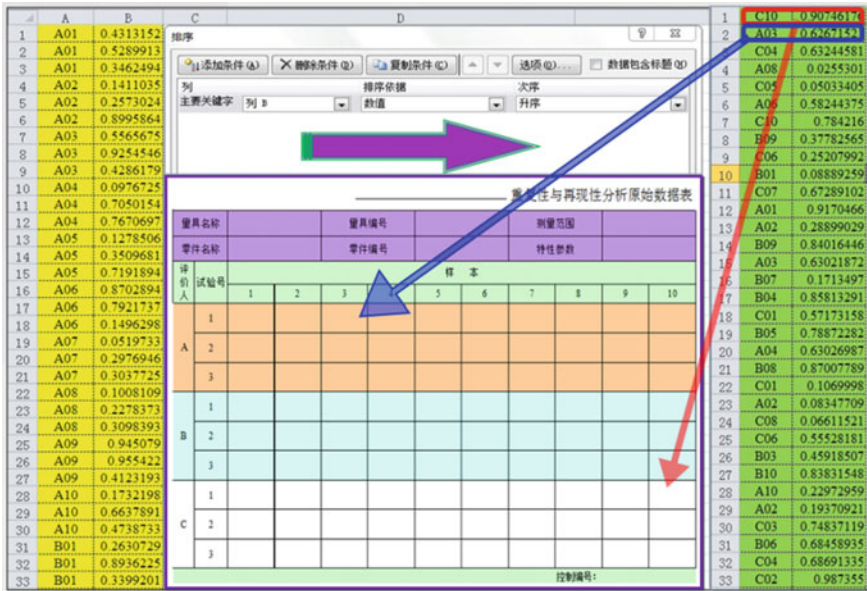 A B
1 A01 0.4313152
2 A01 0.5289913
3 A01 0.3462494
4 A02 0.1411035
5 A02 0.2573024
6 A02 0.8995864
7 A03 0.5565675
8 A03 0.9254546
9 A03 0.4286179
10 A04 0.0976725
11 A04 0.7050154
12 A04 0.7670697
13 A05 0.1278506
14 A05 0.3509681
15 A05 0.7191894
16 A06 0.8702894
17 A06 0.7921737
18 A06 0.1496298
19 A07 0.0519733
20 A07 0.2976946
21 A07 0.3037725
22 A08 0.1008109
23 A08 0.2278373
24 A08 0.3098393
25 A09 0.945079
26 A09 0.955422
27 A09 0.4123193
28 A10 0.1732198
29 A10 0.6637891
30 A10 0.4738733
31 B01 0.2630729
32 B01 0.8936225
33 B01 0.3399201
C D
排序
添加条件(A) 删除条件(D) 复制条件(C) 选项(O)... 数据包含标题(H)
列 排序依据 次序
主要关键字 列 B 数值 升序
重复性与再现性分析原始数据表
量具名称 量具编号 测量范围
零件名称 零件编号 特性参数
评价人 试验号 样 本
1 2 3 4 5 6 7 8 9 10
A 1
2
3
B 1
2
3
C 1
2
3
控制编号:
1 C10
2 A03
3 C04 0.63244581
4 A08 0.0255301
5 C05 0.05033405
6 A06 0.58244375
7 C10 0.784216
8 B09 0.37782565
9 C06 0.25207992
10 B01 0.08889259
11 C07 0.67289102
12 A01 0.9170466
13 A02 0.28899029
14 B09 0.84016446
15 A03 0.63021872
16 B07 0.1713497
17 B04 0.85813291
18 C01 0.57173158
19 B05 0.78872282
20 A04 0.63026987
21 B08 0.87007789
22 C01 0.1069998
23 A02 0.08347709
24 C08 0.06611521
25 C06 0.55528181
26 B03 0.45918507
27 B10 0.83831548
28 A10 0.22972959
29 A02 0.19370921
30 C03 0.74837119
31 B06 0.68458935
32 C04 0.68691335
33 C02 0.987355